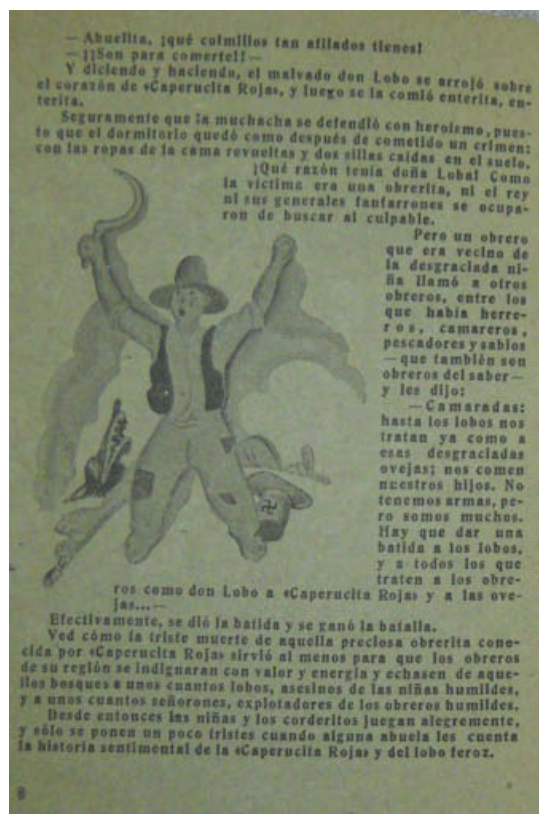 — Abuelita, ¡qué colmillos tan afilados tienes!
— ¡¡Son para comerte!! —
Y diciendo y haciendo, el malvado don Lobo se arrojó sobre
el corazón de «Caperucita Roja», y luego se la comió enterita, en-
terita.
Seguramente que la muchacha se defendió con heroismo, pues-
to que el dormitorio quedó como después de cometido un crimen:
con las ropas de la cama revueltas y dos sillas caídas en el suelo.
¡Qué razón tenía doña Loba! Como
la víctima era una obrerita, ni el rey
ni sus generales fanfarrones se ocupa-
ron de buscar al culpable.
Pero un obrero
que era vecino de
la desgraciada ni-
ña llamó a otros
obreros, entre los
que había herre-
ros, camareros,
pescadores y sabios
— que también son
obreros del saber —
y les dijo:
— Camaradas:
hasta los lobos nos
tratan ya como a
esas desgraciadas
ovejas; nos comen
nuestros hijos. No
tenemos armas, pe-
ro somos muchos.
Hay que dar una
batida a los lobos,
y a todos los que
traten a los obre-
ros como don Lobo a «Caperucita Roja» y a las ove-
jas...—
Efectivamente, se dió la batida y se ganó la batalla.
Ved cómo la triste muerte de aquella preciosa obrerita cono-
cida por «Caperucita Roja» sirvió al menos para que los obreros
de su región se indignaran con valor y energía y echasen de aque-
llos bosques a unos cuantos lobos, asesinos de las niñas humildes,
y a unos cuantos señorones, explotadores de los obreros humildes.
Desde entonces las niñas y los corderitos juegan alegremente,
y sólo se ponen un poco tristes cuando alguna abuela les cuenta
la historia sentimental de la «Caperucita Roja» y del lobo feroz.
8